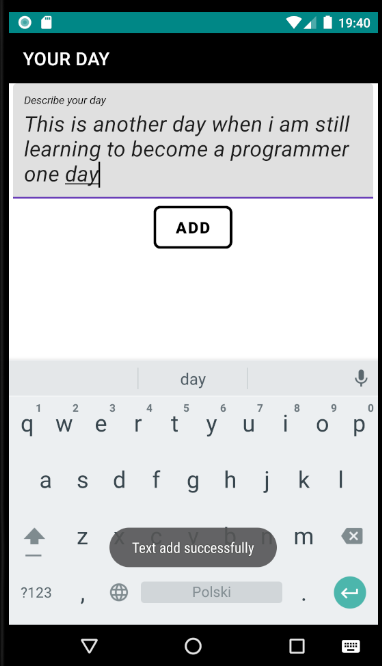 19:40
YOUR DAY
Describe your day
This is another day when i am still
learning to become a programmer
one day
ADD
day
1 2 3 4 5 6 7 8 9 0
q w e r t y u i o p
a s d f g h j k l
z x c v b n m
Text add successfully
?123 , Polski .